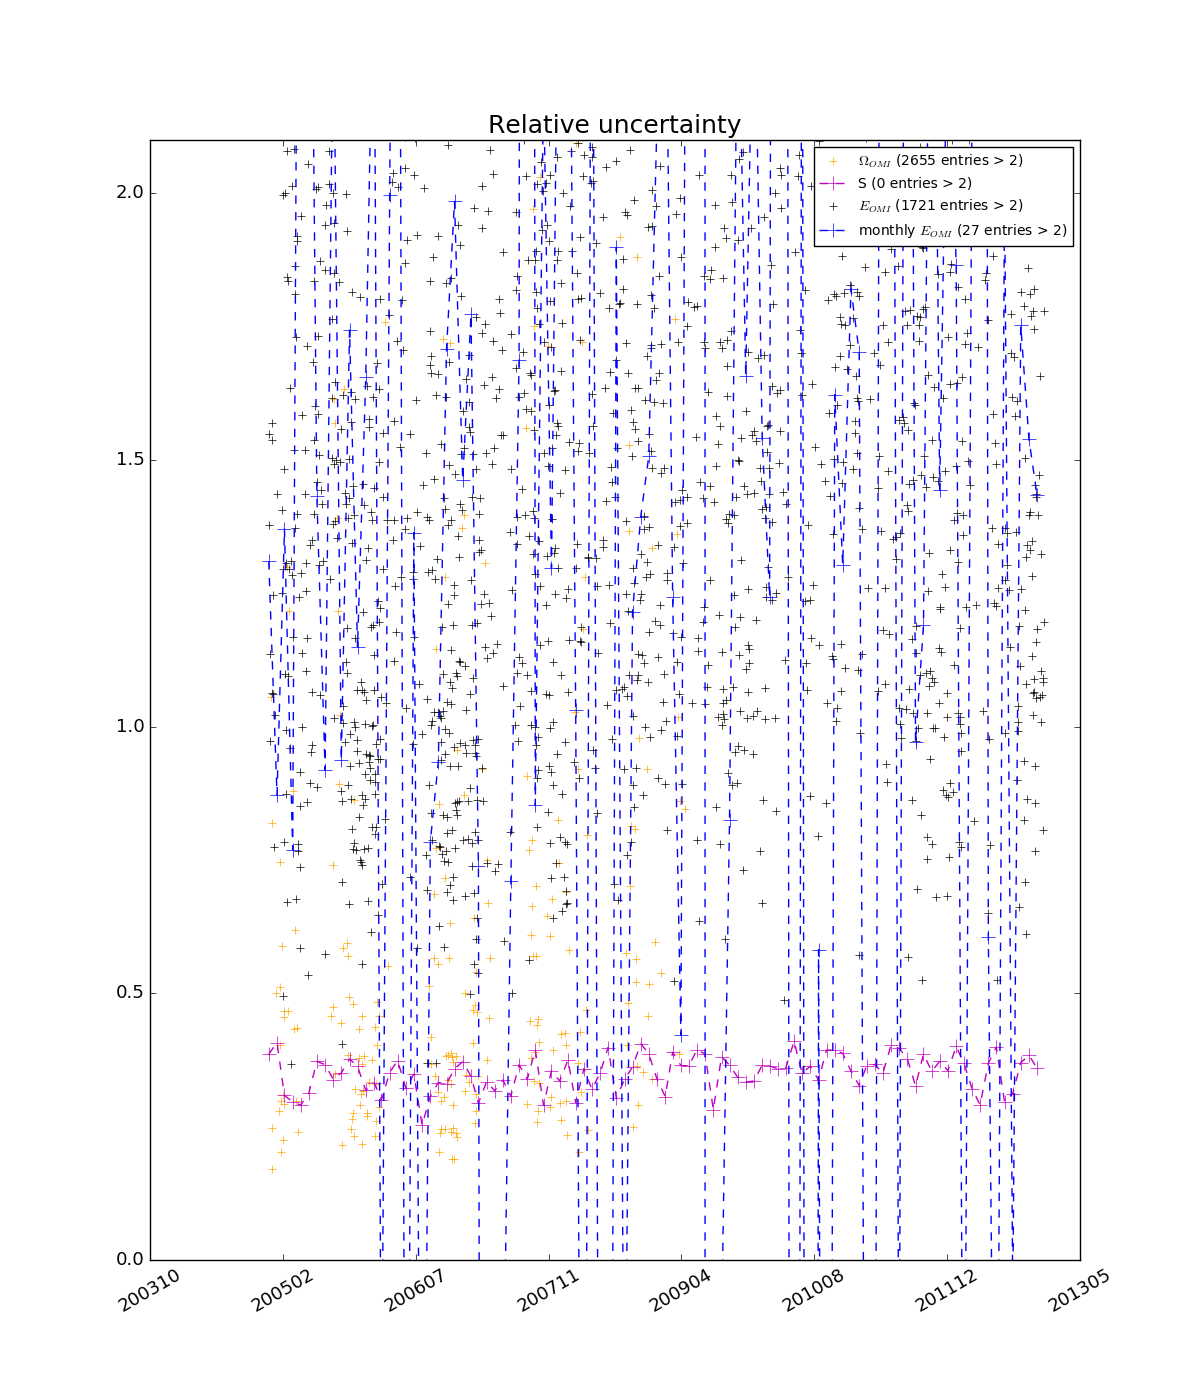 Relative uncertainty
Ω_OMI (2655 entries > 2)
S (0 entries > 2)
E_OMI (1721 entries > 2)
monthly E_OMI (27 entries > 2)
2.0
1.5
1.0
0.5
0.0
200310 200502 200607 200711 200904 201008 201112 201305